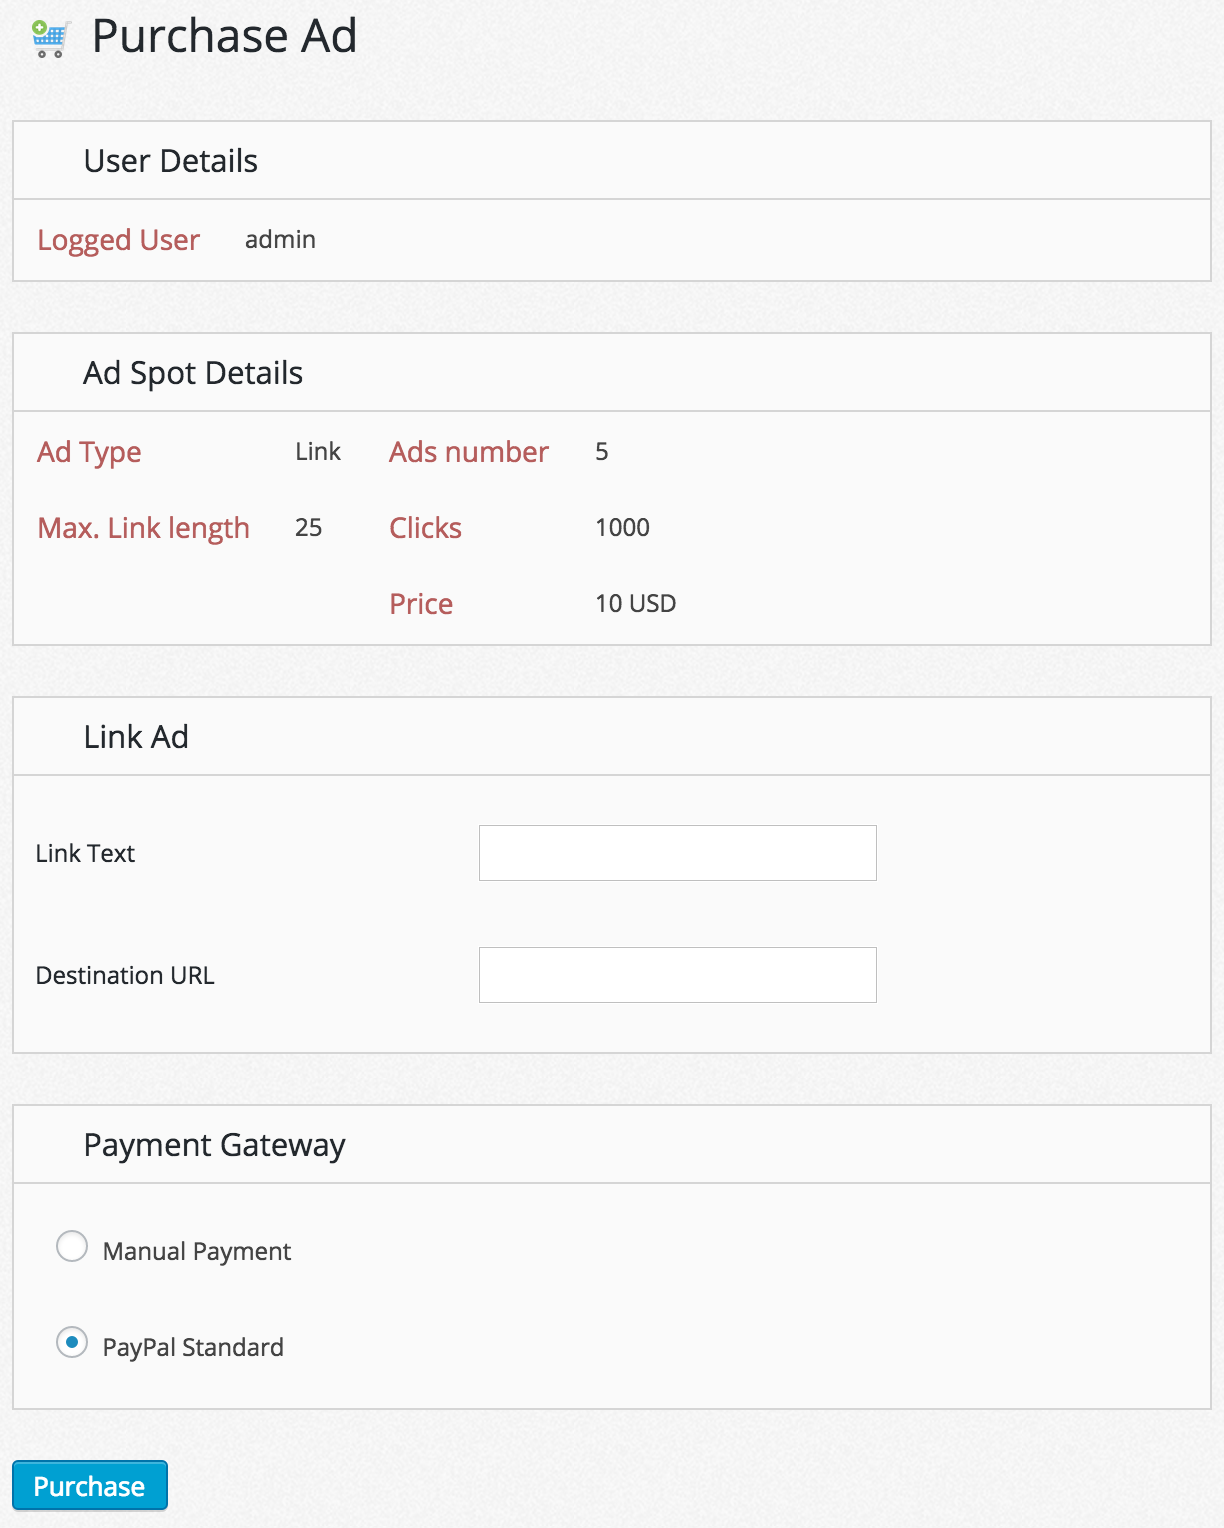 Purchase Ad
User Details
Logged User admin
Ad Spot Details
Ad Type Link Ads number 5
Max. Link length 25 Clicks 1000
Price 10 USD
Link Ad
Link Text
Destination URL
Payment Gateway
Manual Payment
PayPal Standard
Purchase